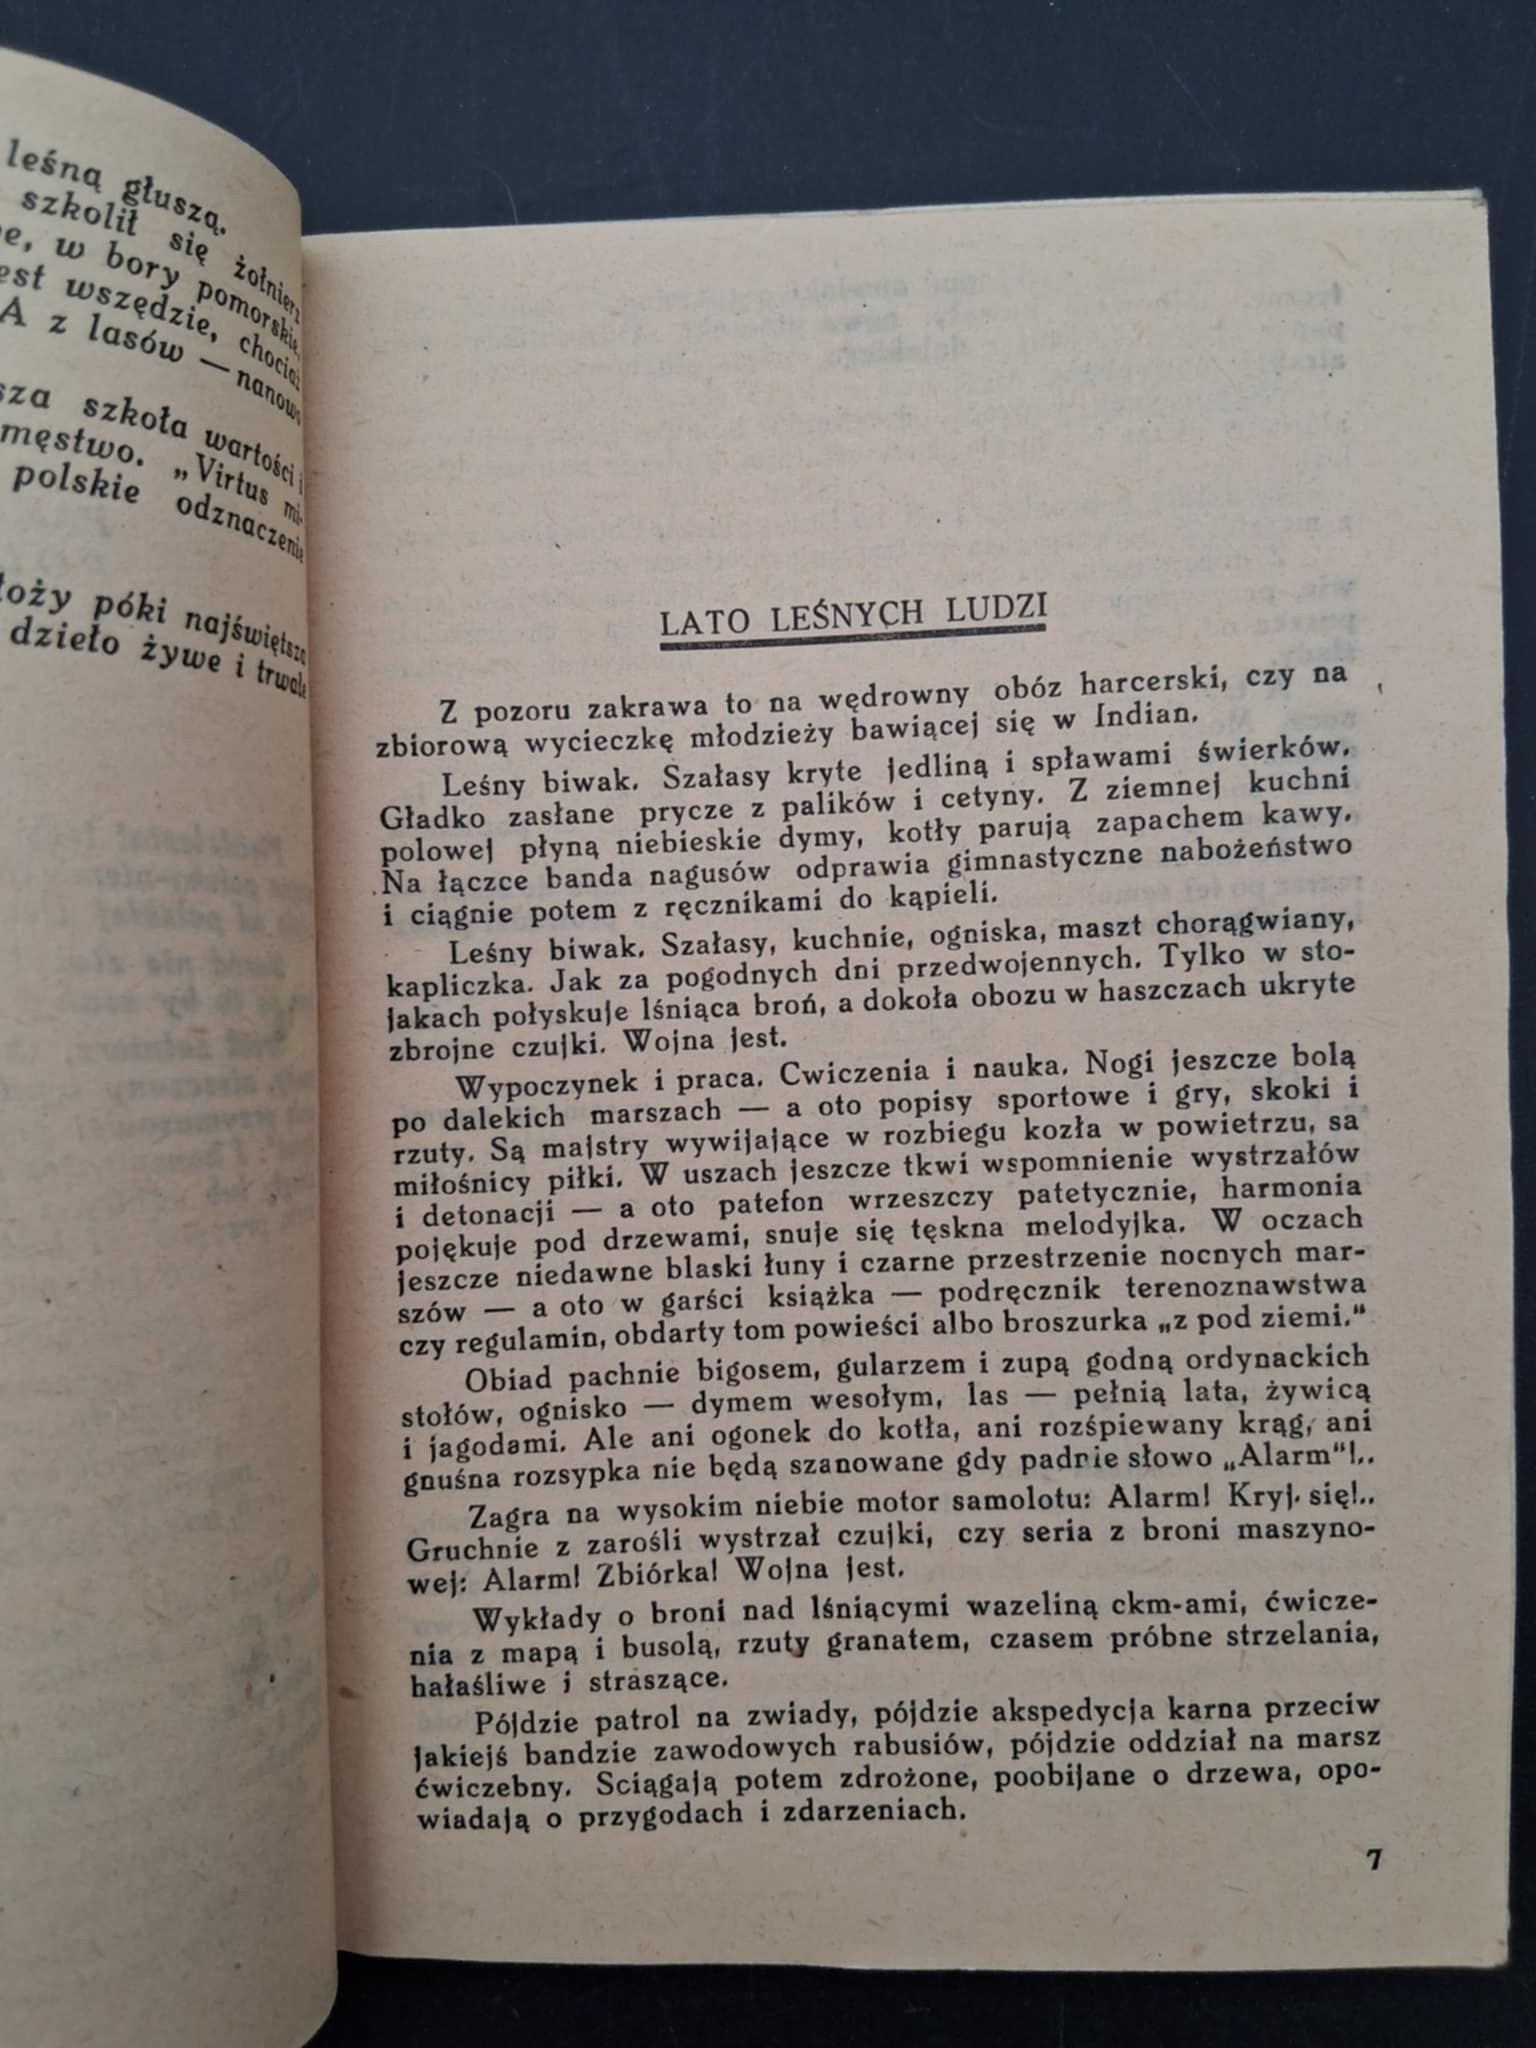 leśną głuszą.
szkolił się żołnierz
w bory pomorskie,
wszędzie, chociaż
A z lasów — nanowo
szkoła wartości i
męstwo. „Virtus mi-
polskie odznaczenie
póki najświętsze
dzieło żywe i trwałe
LATO LEŚNYCH LUDZI
Z pozoru zakrawa to na wędrowny obóz harcerski, czy na
zbiorową wycieczkę młodzieży bawiącej się w Indian.
Leśny biwak. Szałasy kryte jedliną i spławami świerków.
Gładko zasłane prycze z palików i cetyny. Z ziemnej kuchni
polowej płyną niebieskie dymy, kotły parują zapachem kawy.
Na łączce banda nagusów odprawia gimnastyczne nabożeństwo
i ciągnie potem z ręcznikami do kąpieli.
Leśny biwak. Szałasy, kuchnie, ogniska, maszt chorągwiany,
kapliczka. Jak za pogodnych dni przedwojennych. Tylko w sto-
jakach połyskuje lśniąca broń, a dokoła obozu w haszczach ukryte
zbrojne czujki. Wojna jest.
Wypoczynek i praca. Cwiczenia i nauka. Nogi jeszcze bolą
po dalekich marszach — a oto popisy sportowe i gry, skoki i
rzuty. Są majstry wywijające w rozbiegu kozła w powietrzu, sa
miłośnicy piłki. W uszach jeszcze tkwi wspomnienie wystrzałów
i detonacji — a oto patefon wrzeszczy patetycznie, harmonia
pojękuje pod drzewami, snuje się tęskna melodyjka. W oczach
jeszcze niedawne blaski łuny i czarne przestrzenie nocnych mar-
szów — a oto w garści książka — podręcznik terenoznawstwa
czy regulamin, obdarty tom powieści albo broszurka „z pod ziemi."
Obiad pachnie bigosem, gularzem i zupą godną ordynackich
stołów, ognisko — dymem wesołym, las — pełnią lata, żywicą
i jagodami. Ale ani ogonek do kotła, ani rozśpiewany krąg, ani
gnuśna rozsypka nie będą szanowane gdy padnie słowo „Alarm"!..
Zagra na wysokim niebie motor samolotu: Alarm! Kryj. się!..
Gruchnie z zarośli wystrzał czujki, czy seria z broni maszyno-
wej: Alarm! Zbiórka! Wojna jest.
Wykłady o broni nad lśniącymi wazeliną ckm-ami, ćwicze-
nia z mapą i busolą, rzuty granatem, czasem próbne strzelania,
hałaśliwe i straszące.
Pójdzie patrol na zwiady, pójdzie akspedycja karna przeciw
jakiejś bandzie zawodowych rabusiów, pójdzie oddział na marsz
ćwiczebny. Sciągają potem zdrożone, poobijane o drzewa, opo-
wiadają o przygodach i zdarzeniach.
7